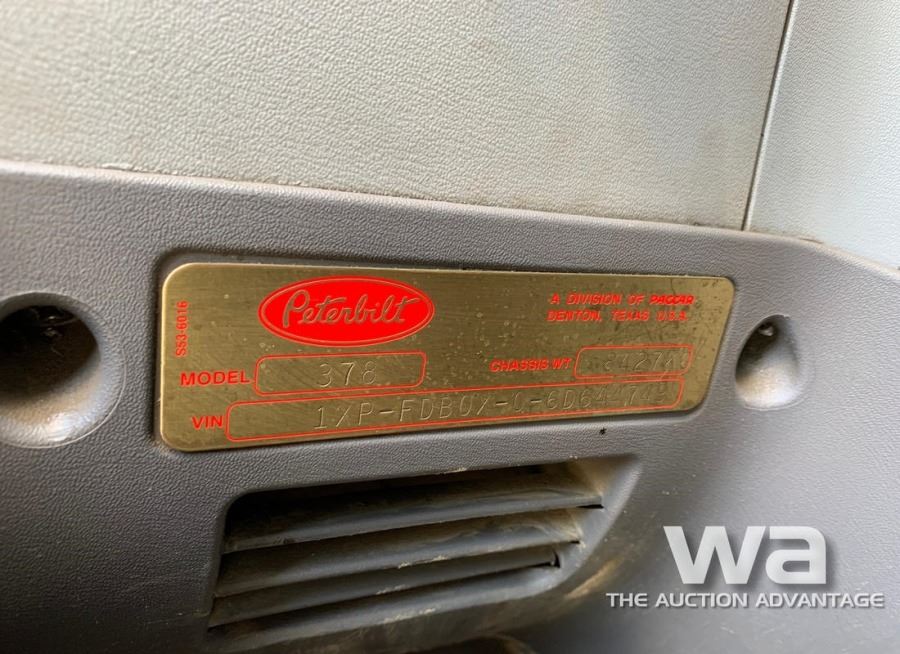 Peterbilt
A DIVISION OF PACCAR
DENTON, TEXAS U.S.A.
S53-6016
MODEL 378
CHASSIS WT
VIN
wa
THE AUCTION ADVANTAGE